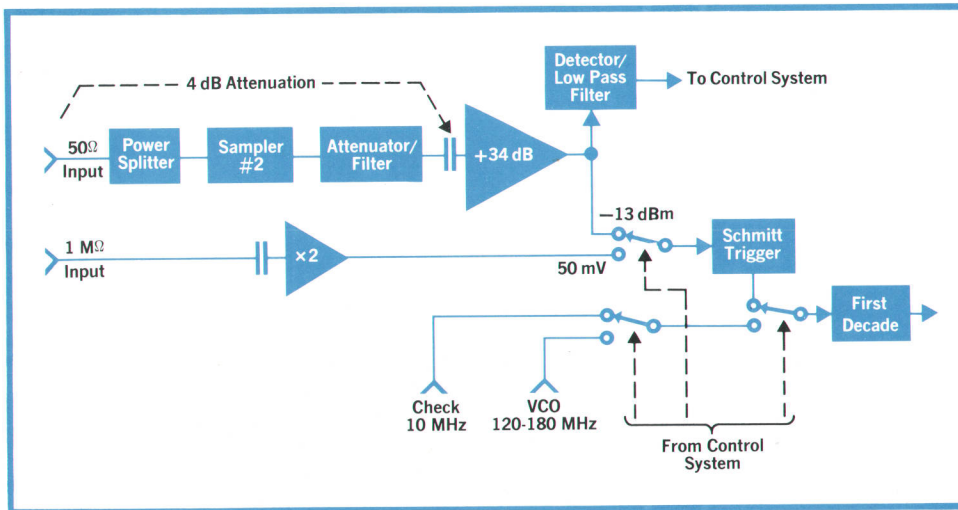 4 dB Attenuation
Detector/
Low Pass
Filter
To Control System
50Ω
Input
Power
Splitter
Sampler
#2
Attenuator/
Filter
+34 dB
−13 dBm
1 MΩ
Input
×2
50 mV
Schmitt
Trigger
First
Decade
Check
10 MHz
VCO
120-180 MHz
From Control
System